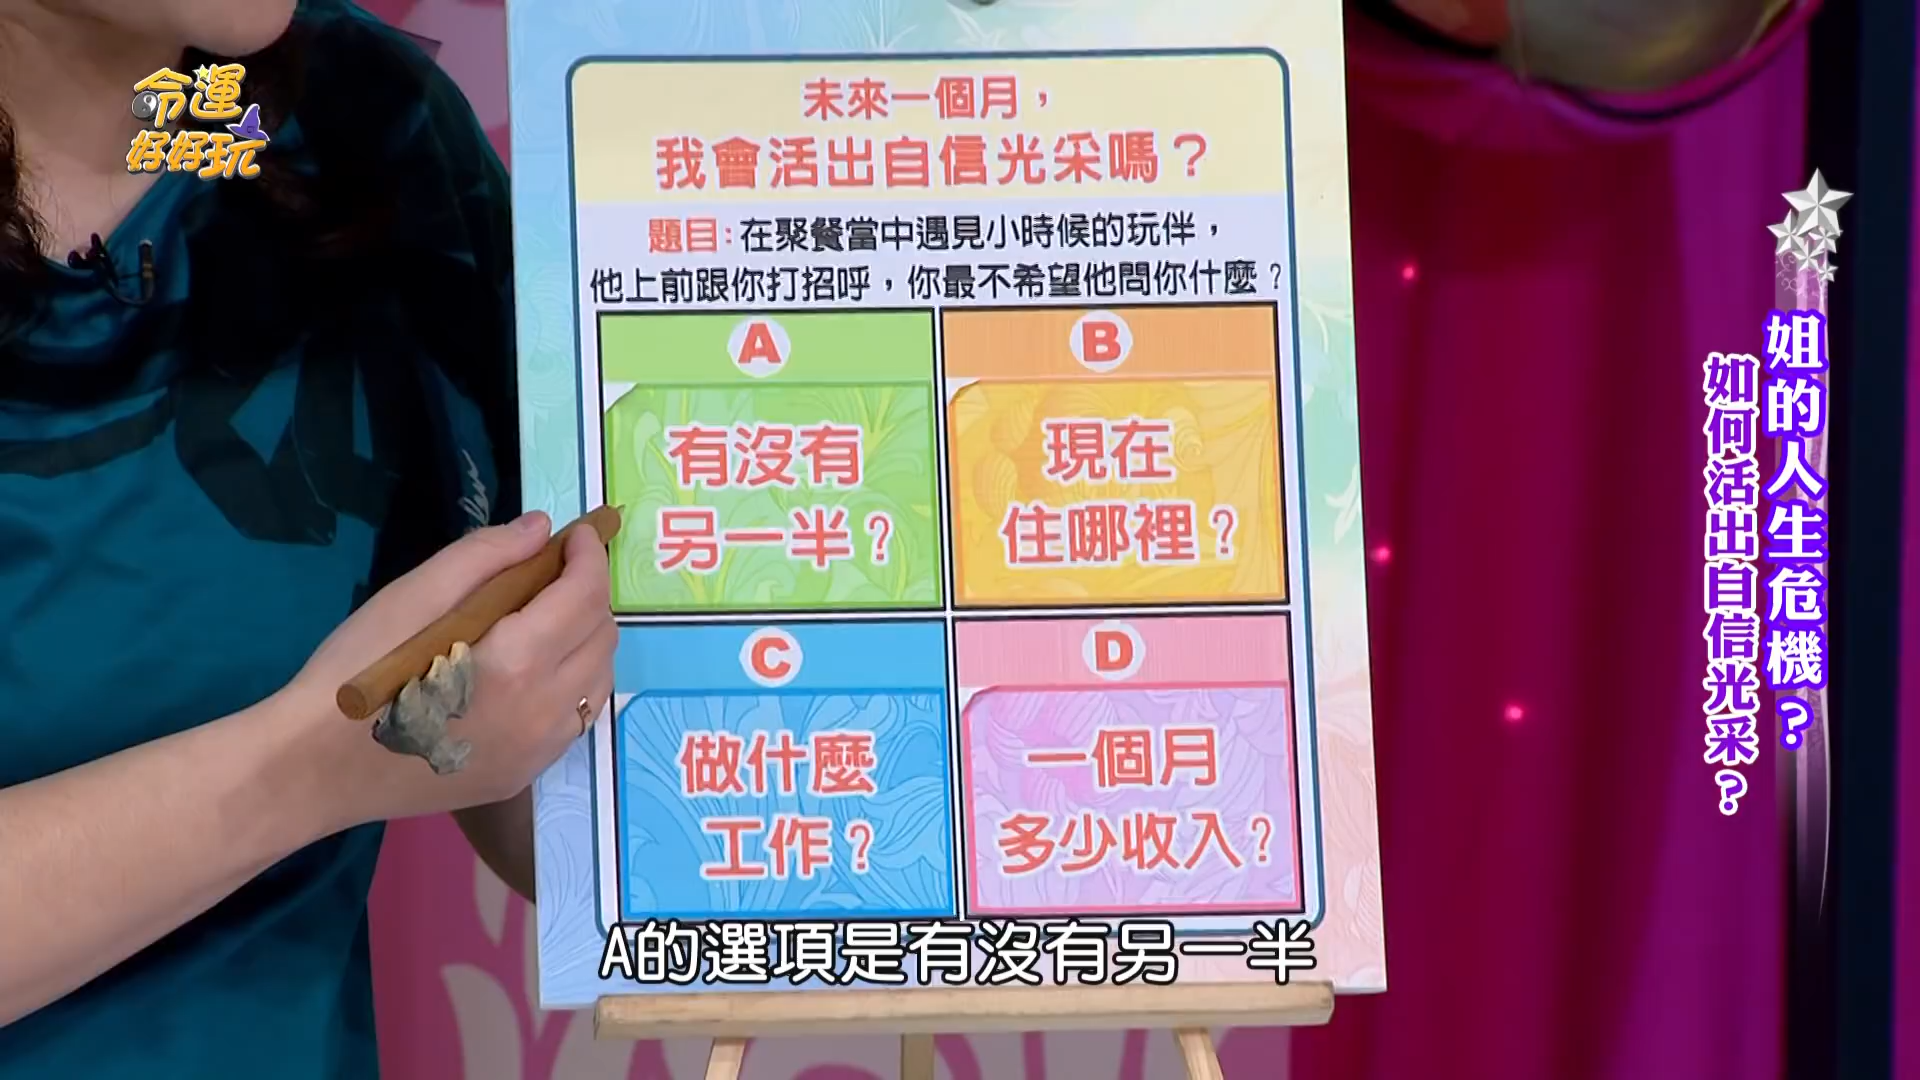 命運
好好玩
未來一個月，
我會活出自信光采嗎？
題目：在聚餐當中遇見小時候的玩伴，
他上前跟你打招呼，你最不希望他問你什麼？
A
有沒有
另一半？
B
現在
住哪裡？
C
做什麼
工作？
D
一個月
多少收入？
姐的人生危機？
如何活出自信光采？
A的選項是有沒有另一半